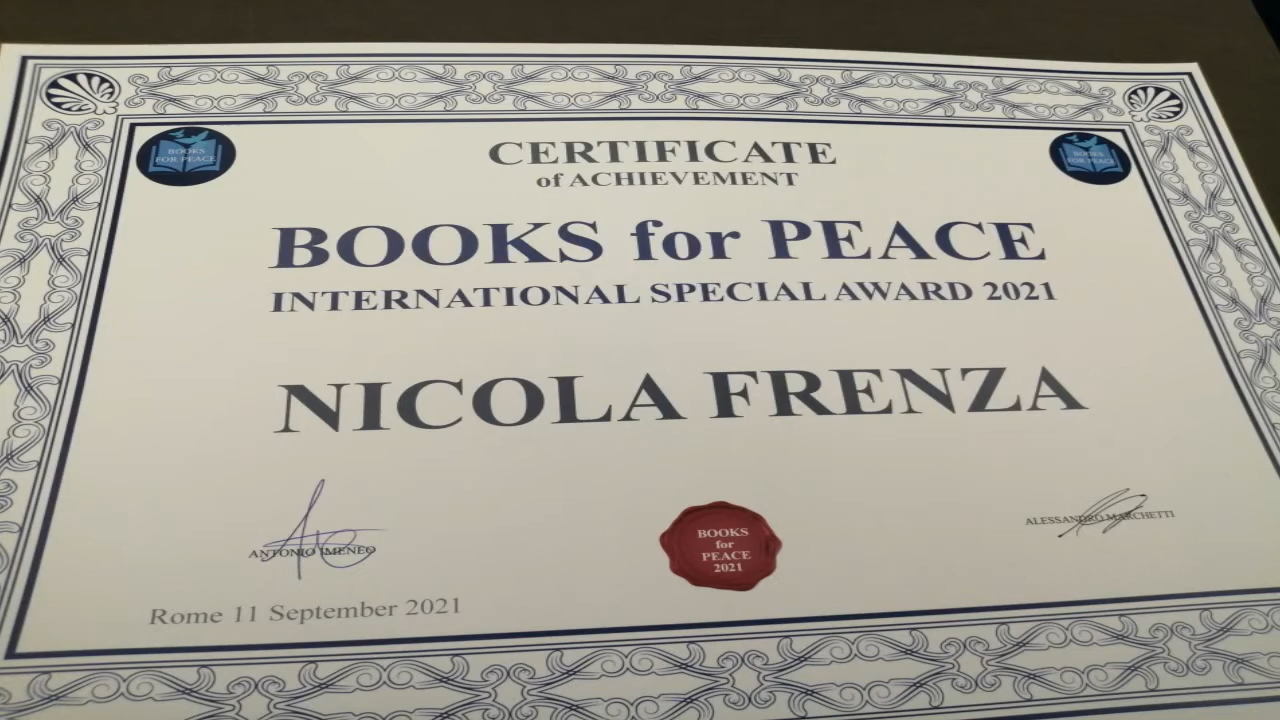 BOOKS
FOR PEACE
BOOKS
FOR PEACE
CERTIFICATE
of ACHIEVEMENT
BOOKS for PEACE
INTERNATIONAL SPECIAL AWARD 2021
NICOLA FRENZA
ANTONIO IMENEO
BOOKS
for
PEACE
2021
ALESSANDRO MARCHETTI
Rome 11 September 2021